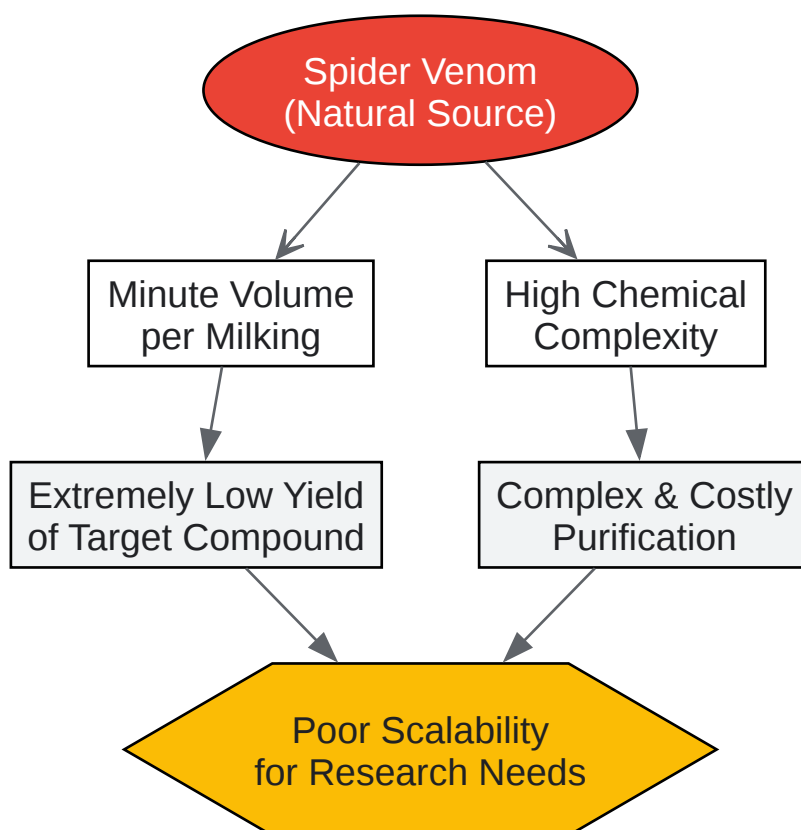 Spider Venom
(Natural Source)
Minute Volume
per Milking
High Chemical
Complexity
Extremely Low Yield
of Target Compound
Complex & Costly
Purification
Poor Scalability
for Research Needs